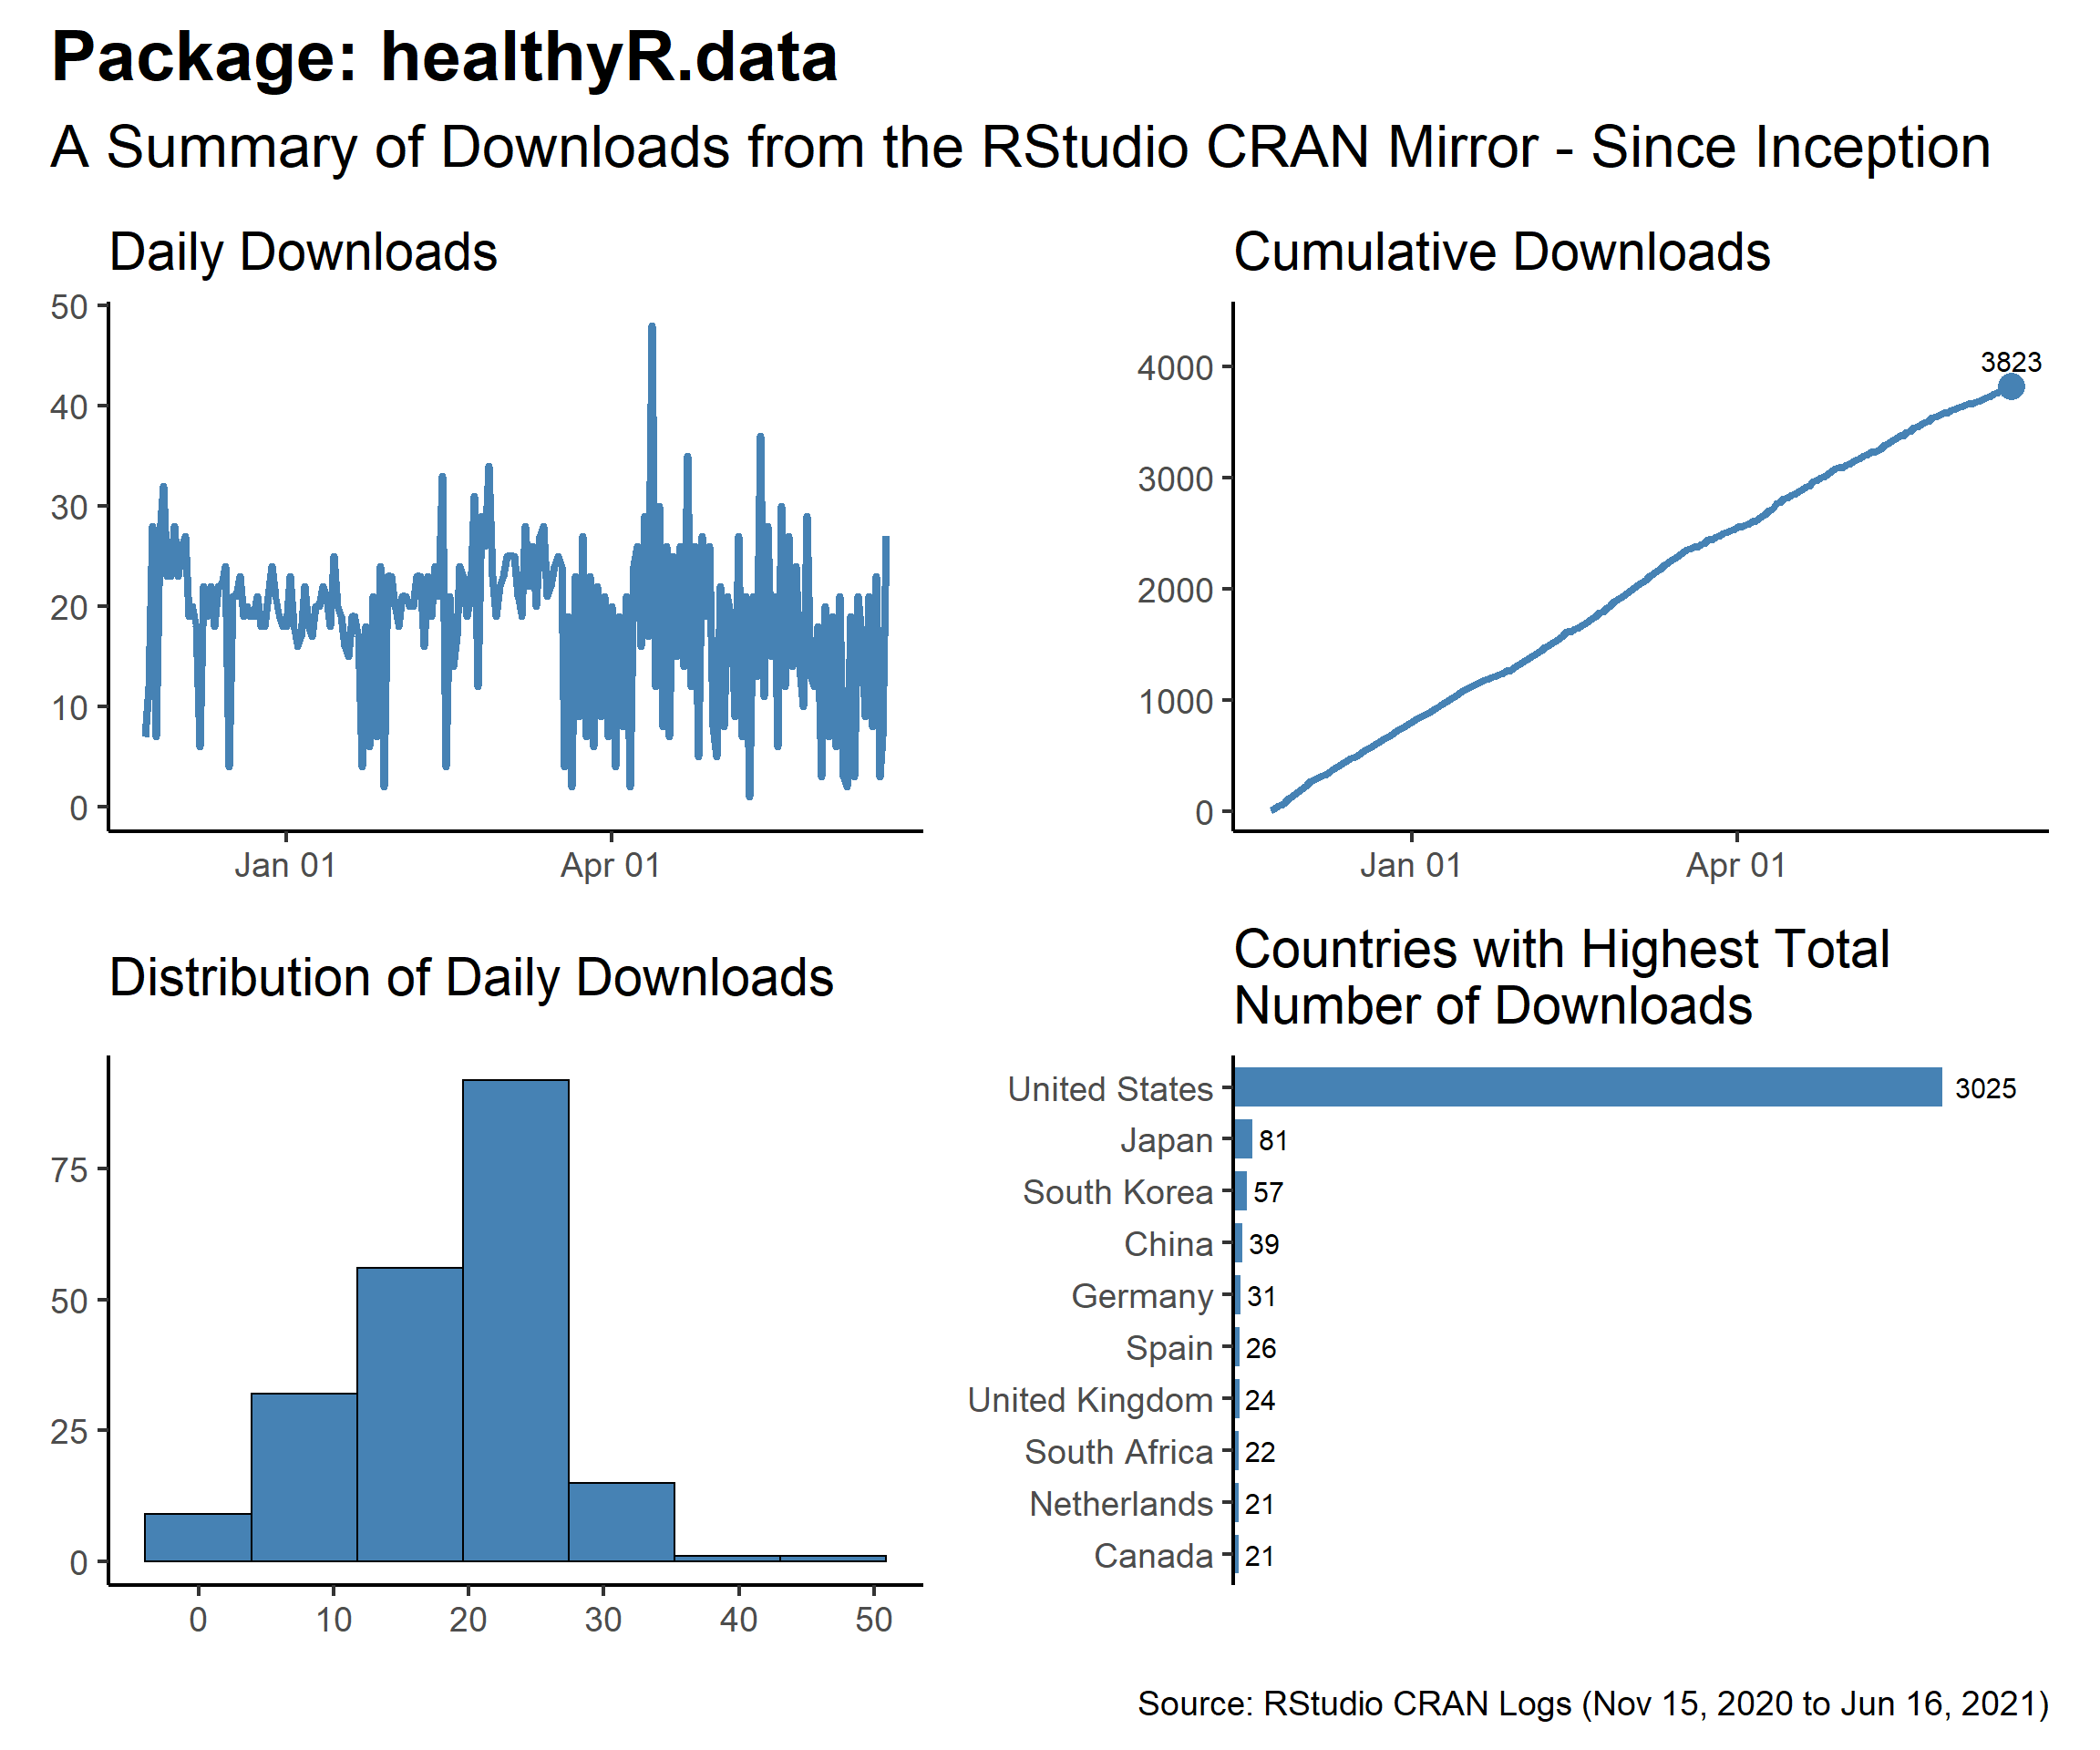 Package: healthyR.data
A Summary of Downloads from the RStudio CRAN Mirror - Since Inception
Daily Downloads
50
40
30
20
10
0
Jan 01 Apr 01
Cumulative Downloads
4000
3000
2000
1000
0
3823
Jan 01 Apr 01
Distribution of Daily Downloads
75
50
25
0
0 10 20 30 40 50
Countries with Highest Total
Number of Downloads
United States 3025
Japan 81
South Korea 57
China 39
Germany 31
Spain 26
United Kingdom 24
South Africa 22
Netherlands 21
Canada 21
Source: RStudio CRAN Logs (Nov 15, 2020 to Jun 16, 2021)